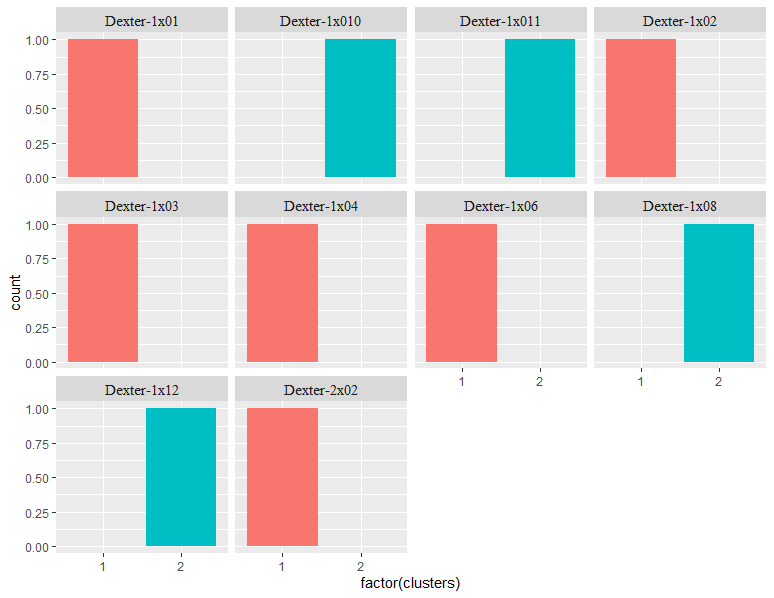 Dexter-1x01 Dexter-1x010 Dexter-1x011 Dexter-1x02
1.00
0.75
0.50
0.25
0.00
Dexter-1x03 Dexter-1x04 Dexter-1x06 Dexter-1x08
1.00
0.75
0.50
0.25
0.00
1 2 1 2
Dexter-1x12 Dexter-2x02
1.00
0.75
0.50
0.25
0.00
1 2 1 2
count
factor(clusters)